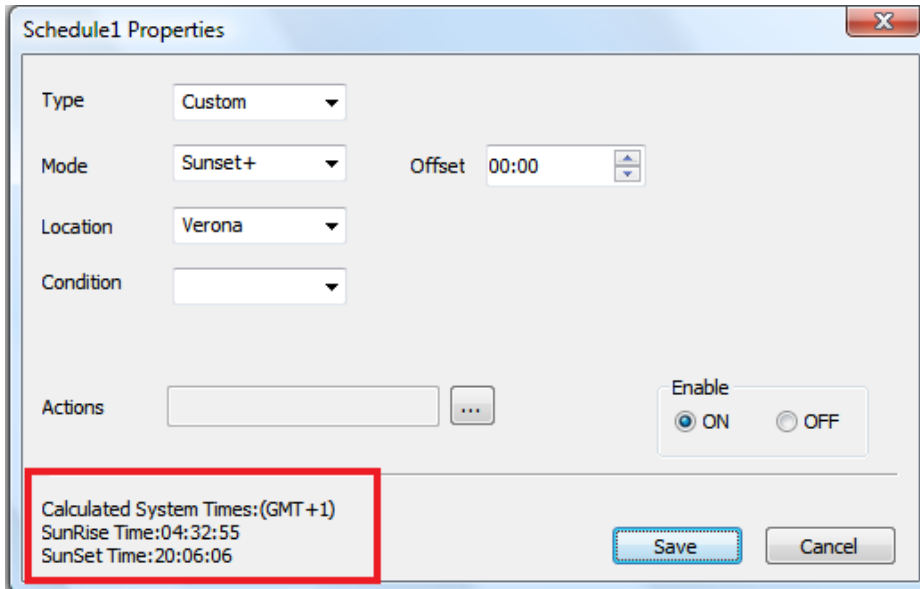 Schedule1 Properties
Type Custom
Mode Sunset+ Offset 00:00
Location Verona
Condition
Actions ...
Enable
ON OFF
Calculated System Times:(GMT+1)
SunRise Time:04:32:55
SunSet Time:20:06:06
Save Cancel